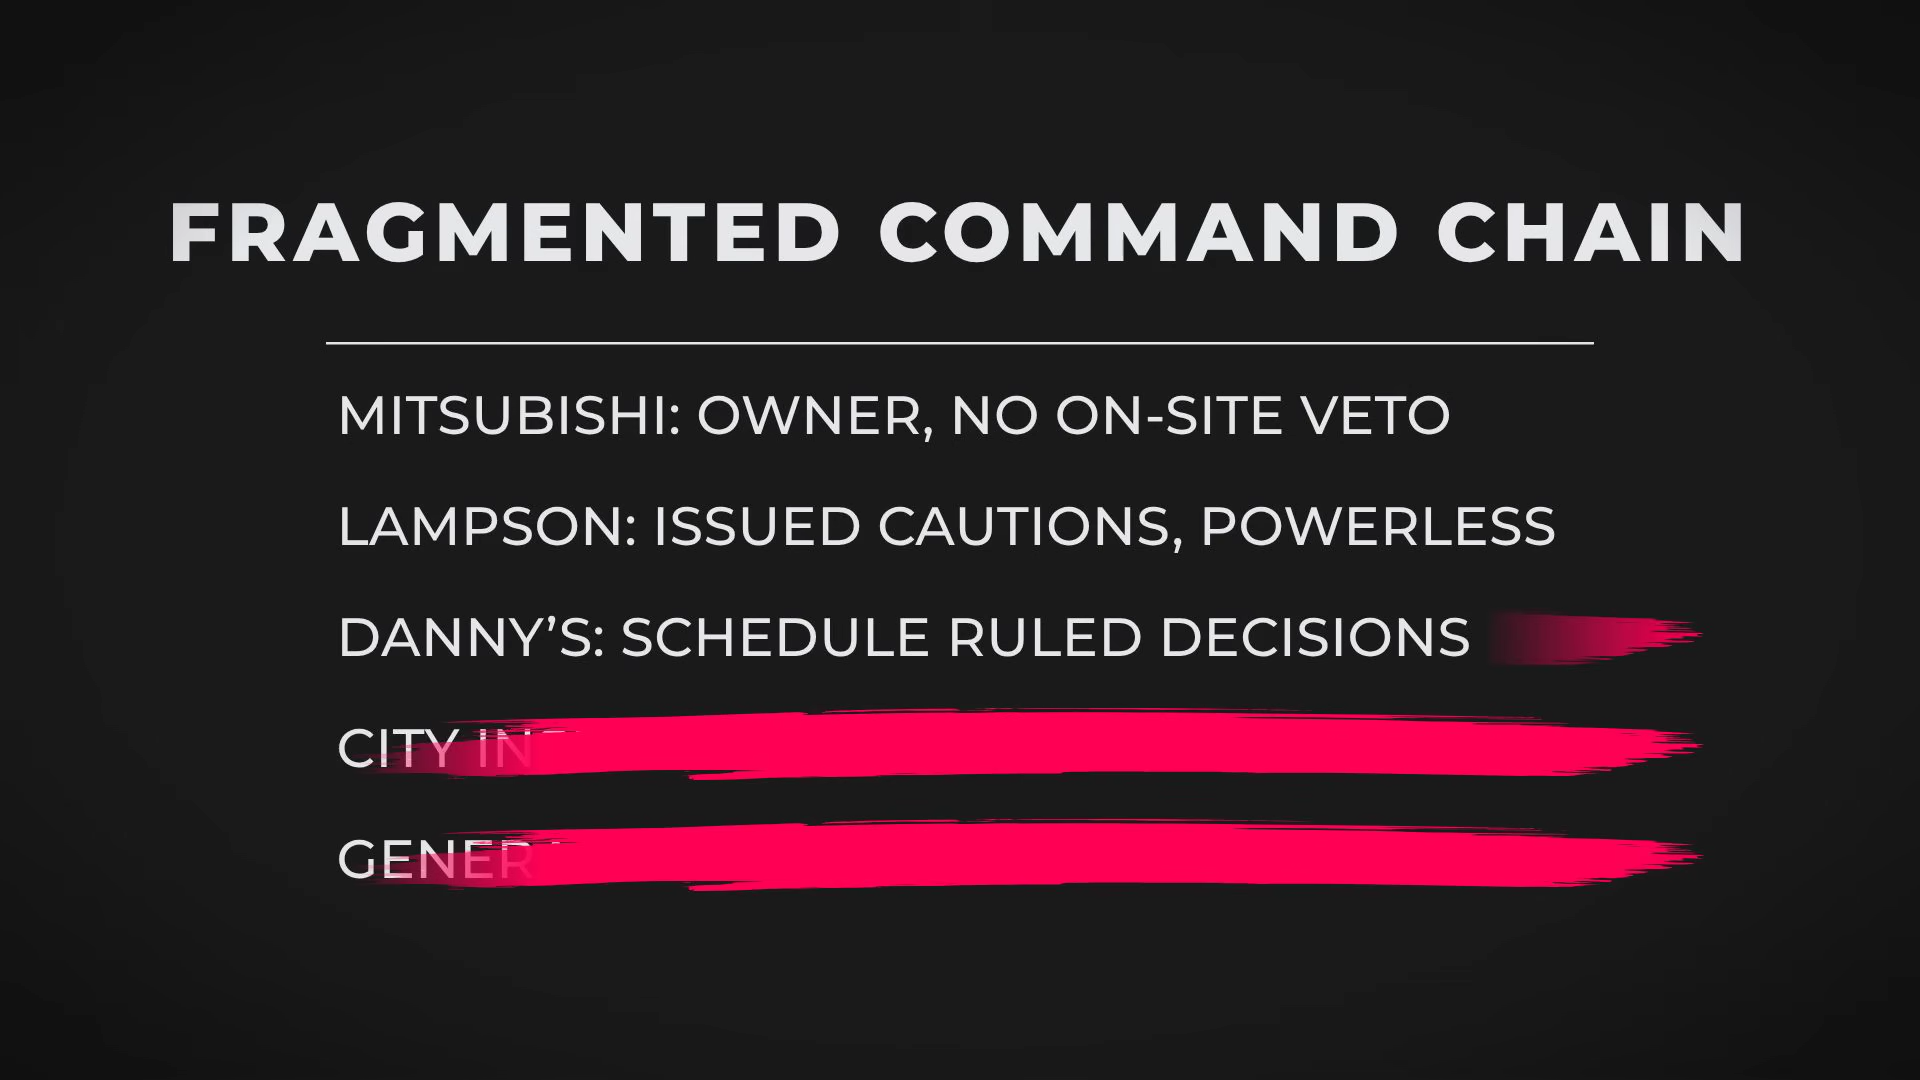 FRAGMENTED COMMAND CHAIN
MITSUBISHI: OWNER, NO ON-SITE VETO
LAMPSON: ISSUED CAUTIONS, POWERLESS
DANNY’S: SCHEDULE RULED DECISIONS
CITY